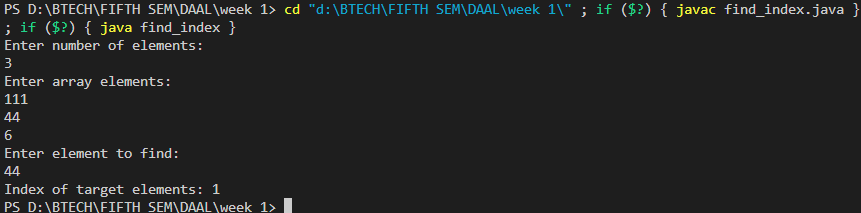 PS D:\BTECH\FIFTH SEM\DAAL\week 1> cd "d:\BTECH\FIFTH SEM\DAAL\week 1\" ; if ($?) { javac find_index.java }
; if ($?) { java find_index }
Enter number of elements:
3
Enter array elements:
111
44
6
Enter element to find:
44
Index of target elements: 1
PS D:\BTECH\FIFTH SEM\DAAL\week 1>